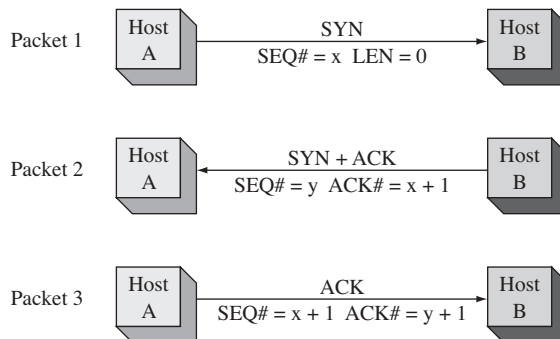 Packet 1
Host
A
SYN
SEQ# = x LEN = 0
Host
B
Packet 2
Host
A
SYN + ACK
SEQ# = y ACK# = x + 1
Host
B
Packet 3
Host
A
ACK
SEQ# = x + 1 ACK# = y + 1
Host
B